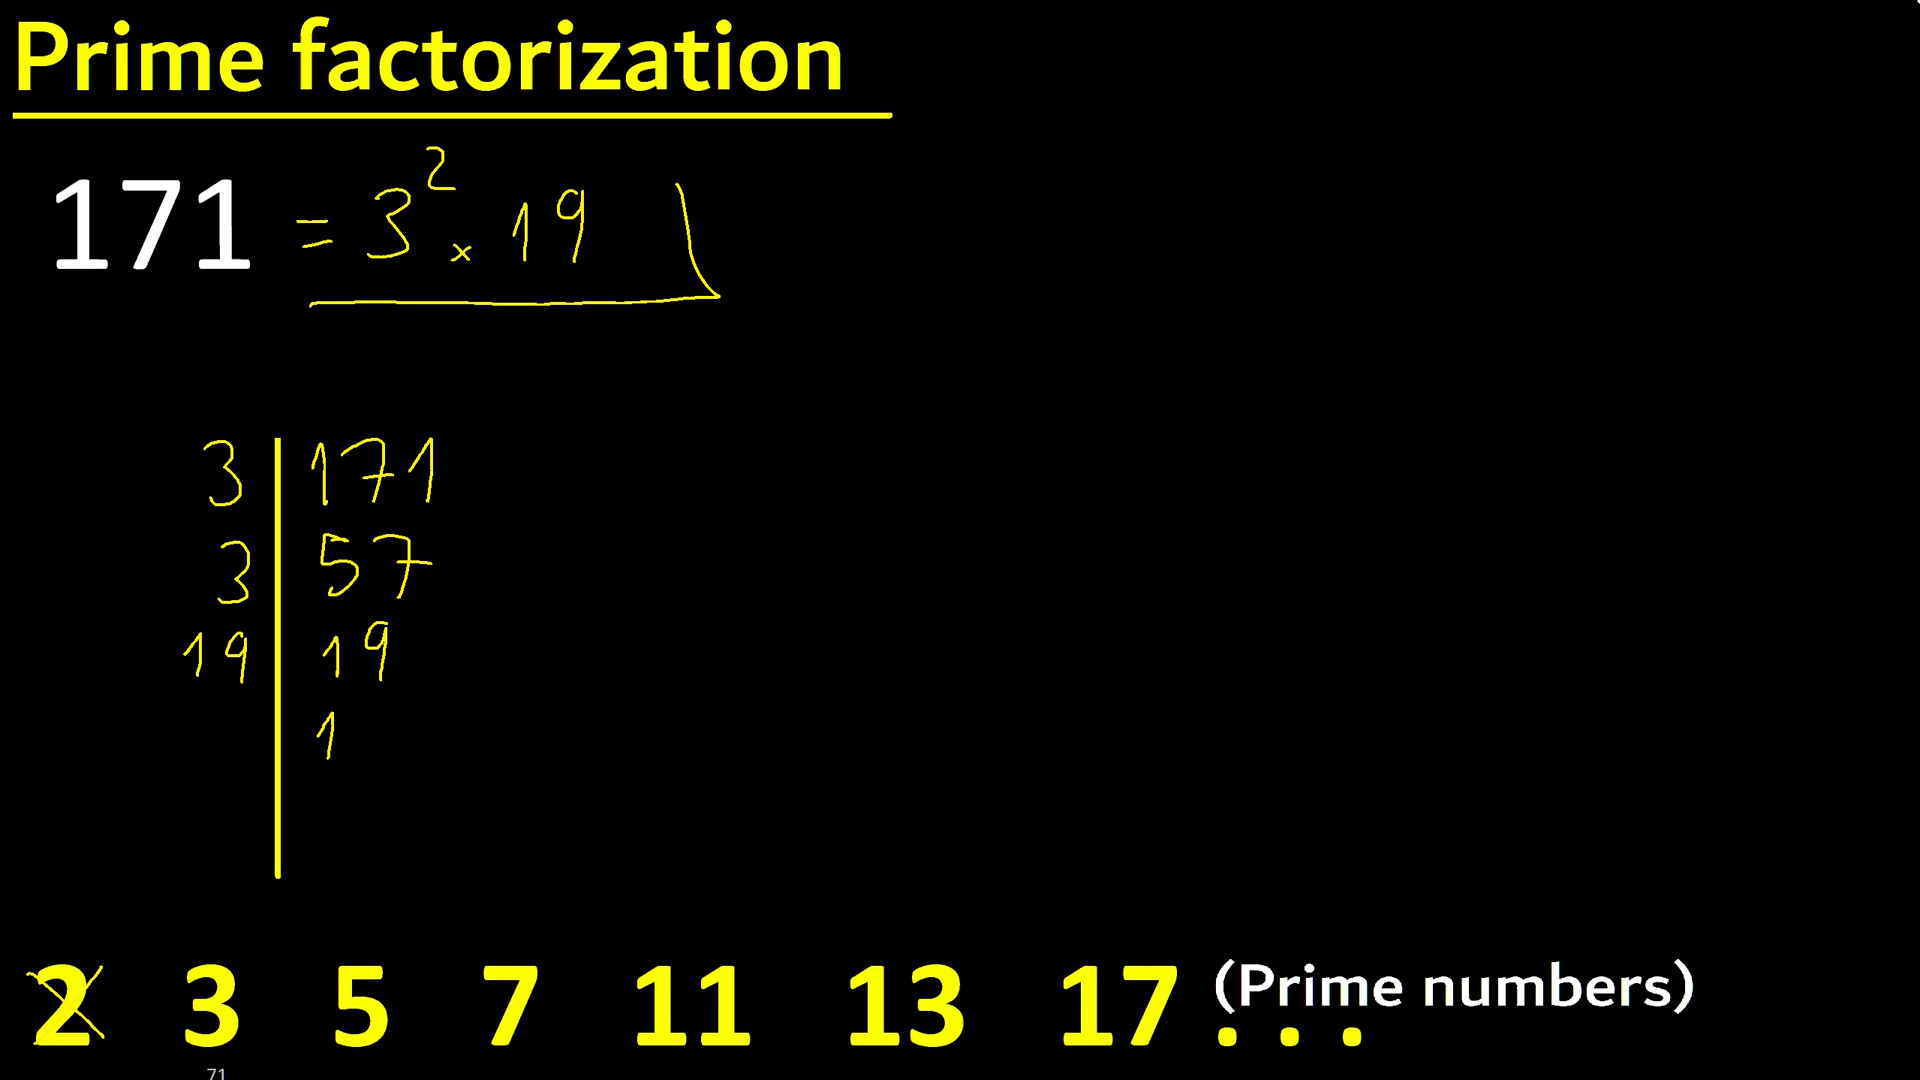 Prime factorization
171 = 3² × 19
3 | 171
3 | 57
19 | 19
1
2 3 5 7 11 13 17 . . . (Prime numbers)
71